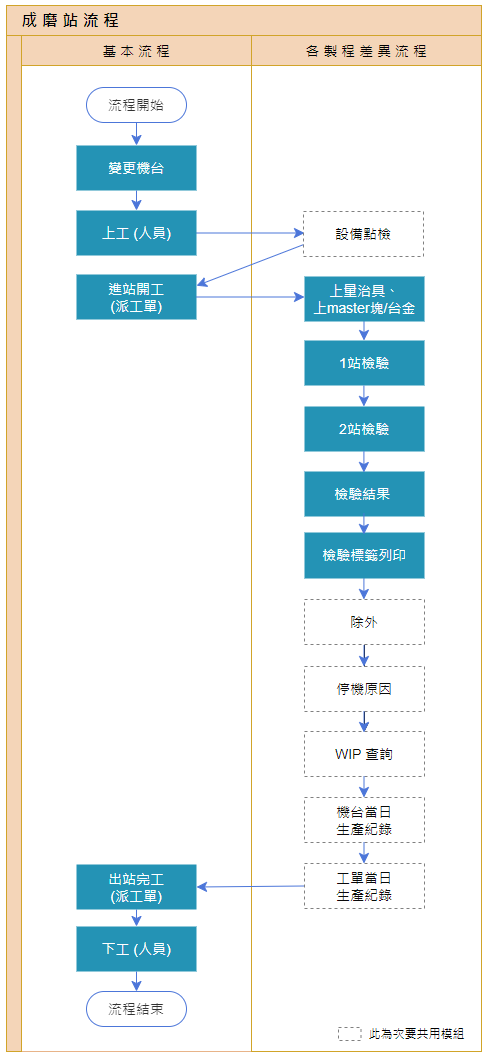 成磨站流程
基本流程
各製程差異流程
流程開始
變更機台
上工 (人員)
設備點檢
進站開工
(派工單)
上量治具、
上master塊/台金
1站檢驗
2站檢驗
檢驗結果
檢驗標籤列印
除外
停機原因
WIP 查詢
機台當日
生產紀錄
工單當日
生產紀錄
出站完工
(派工單)
下工 (人員)
流程結束
此為次要共用模組